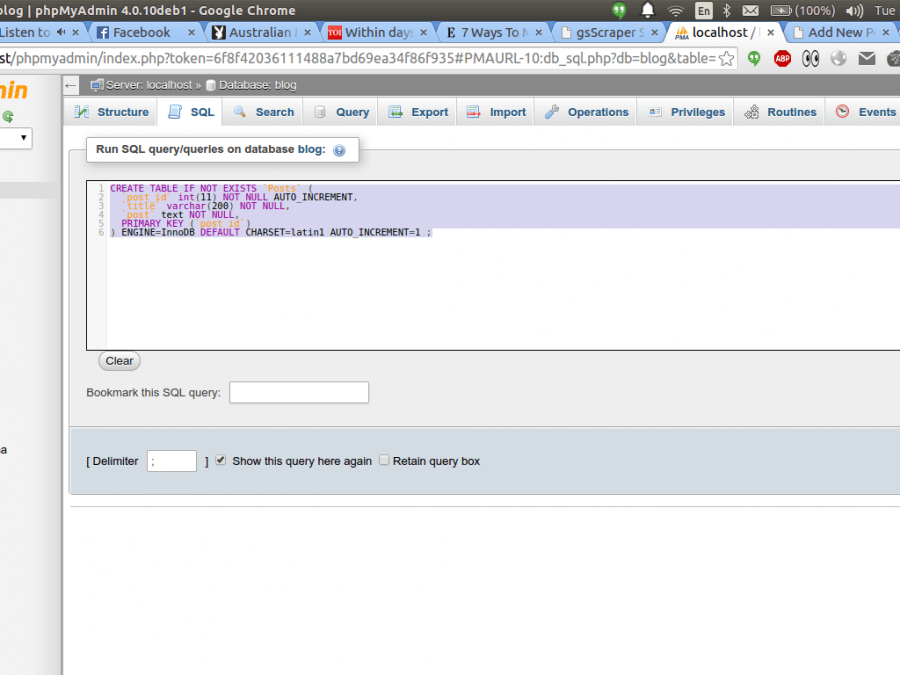 blog | phpMyAdmin 4.0.10deb1 - Google Chrome En (100%) Tue
Listen to Facebook Australian Within days 7 Ways To gsScraper localhost / Add New P
st/phpmyadmin/index.php?token=6f8f42036111488a7bd69ea34f86f935#PMAURL-10:db_sql.php?db=blog&table= ABP
min Server: localhost » Database: blog
Structure SQL Search Query Export Import Operations Privileges Routines Events
Run SQL query/queries on database blog:
1 CREATE TABLE IF NOT EXISTS `Posts` (
2 `post_id` int(11) NOT NULL AUTO_INCREMENT,
3 `title` varchar(200) NOT NULL,
4 `post` text NOT NULL,
5 PRIMARY KEY (`post_id`)
6 ) ENGINE=InnoDB DEFAULT CHARSET=latin1 AUTO_INCREMENT=1 ;
Clear
Bookmark this SQL query:
a
[ Delimiter ; ] Show this query here again Retain query box